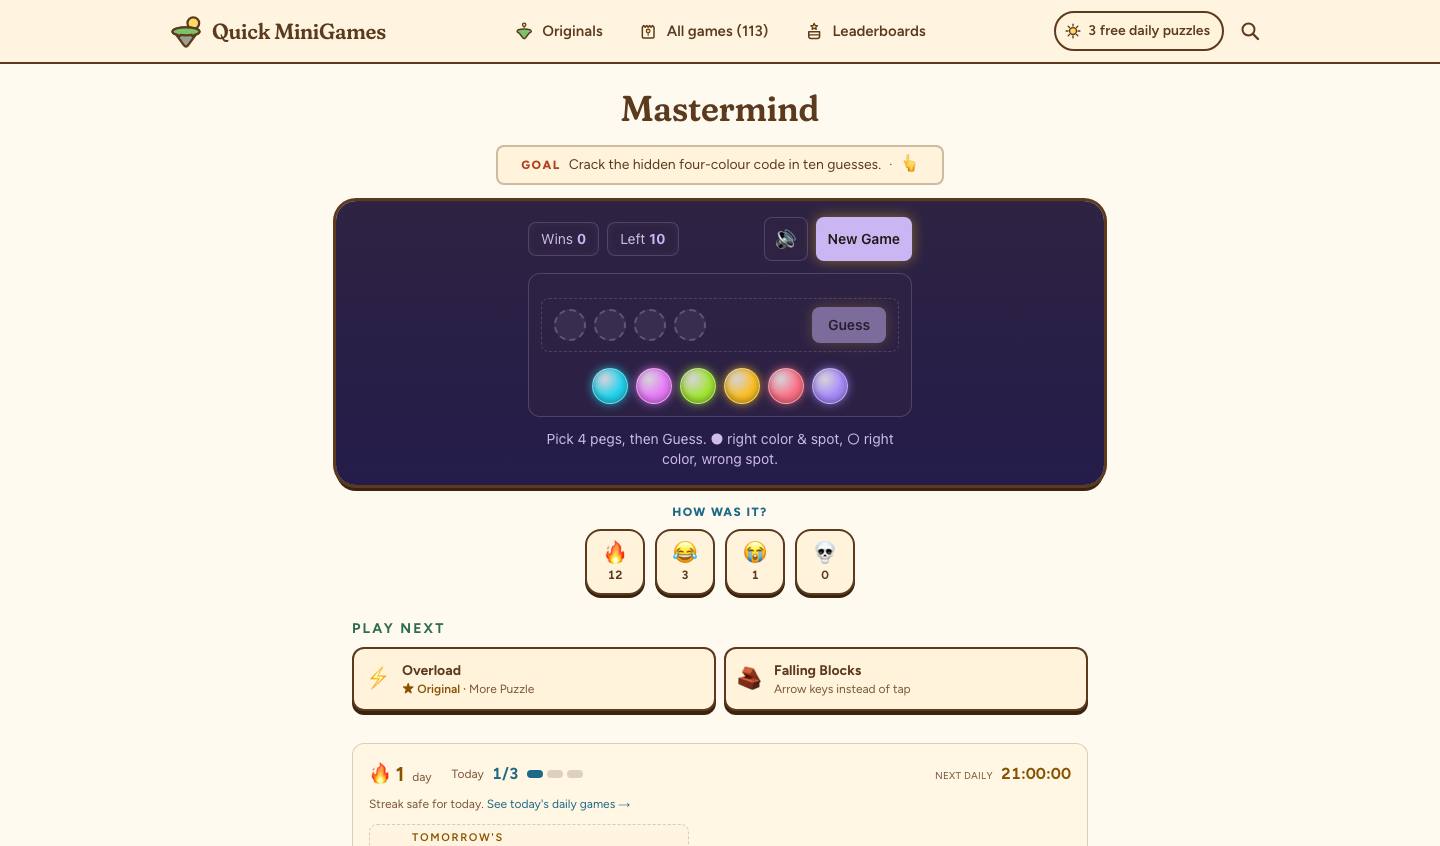 Quick MiniGames
Originals
All games (113)
Leaderboards
3 free daily puzzles
Mastermind
GOAL Crack the hidden four-colour code in ten guesses. ·
Wins 0
Left 10
New Game
Guess
Pick 4 pegs, then Guess. ● right color & spot, ○ right
color, wrong spot.
HOW WAS IT?
12
3
1
0
PLAY NEXT
Overload
★ Original · More Puzzle
Falling Blocks
Arrow keys instead of tap
1 day
Today 1/3
NEXT DAILY 21:00:00
Streak safe for today. See today's daily games →
TOMORROW'S